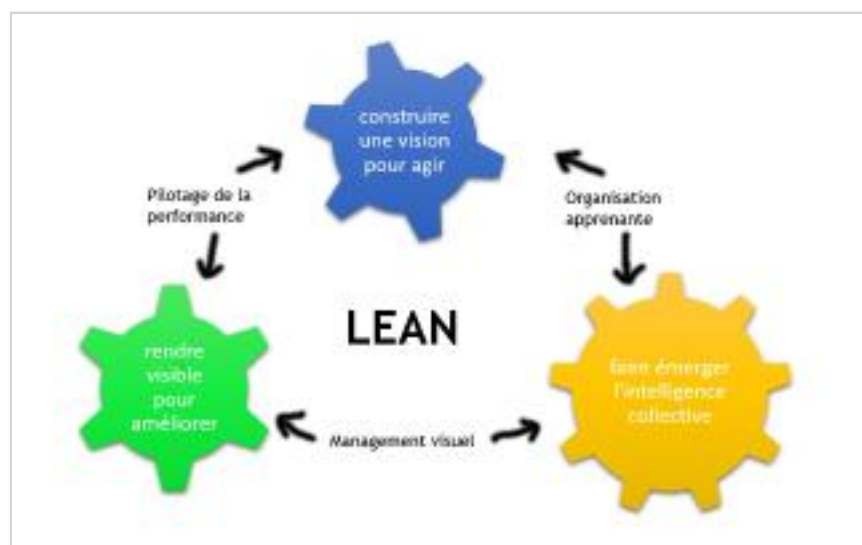 construire
une vision
pour agir
Pilotage de la
performance
Organisation
apprenante
LEAN
rendre
visible
pour
améliorer
faire émerger
l'intelligence
collective
Management visuel